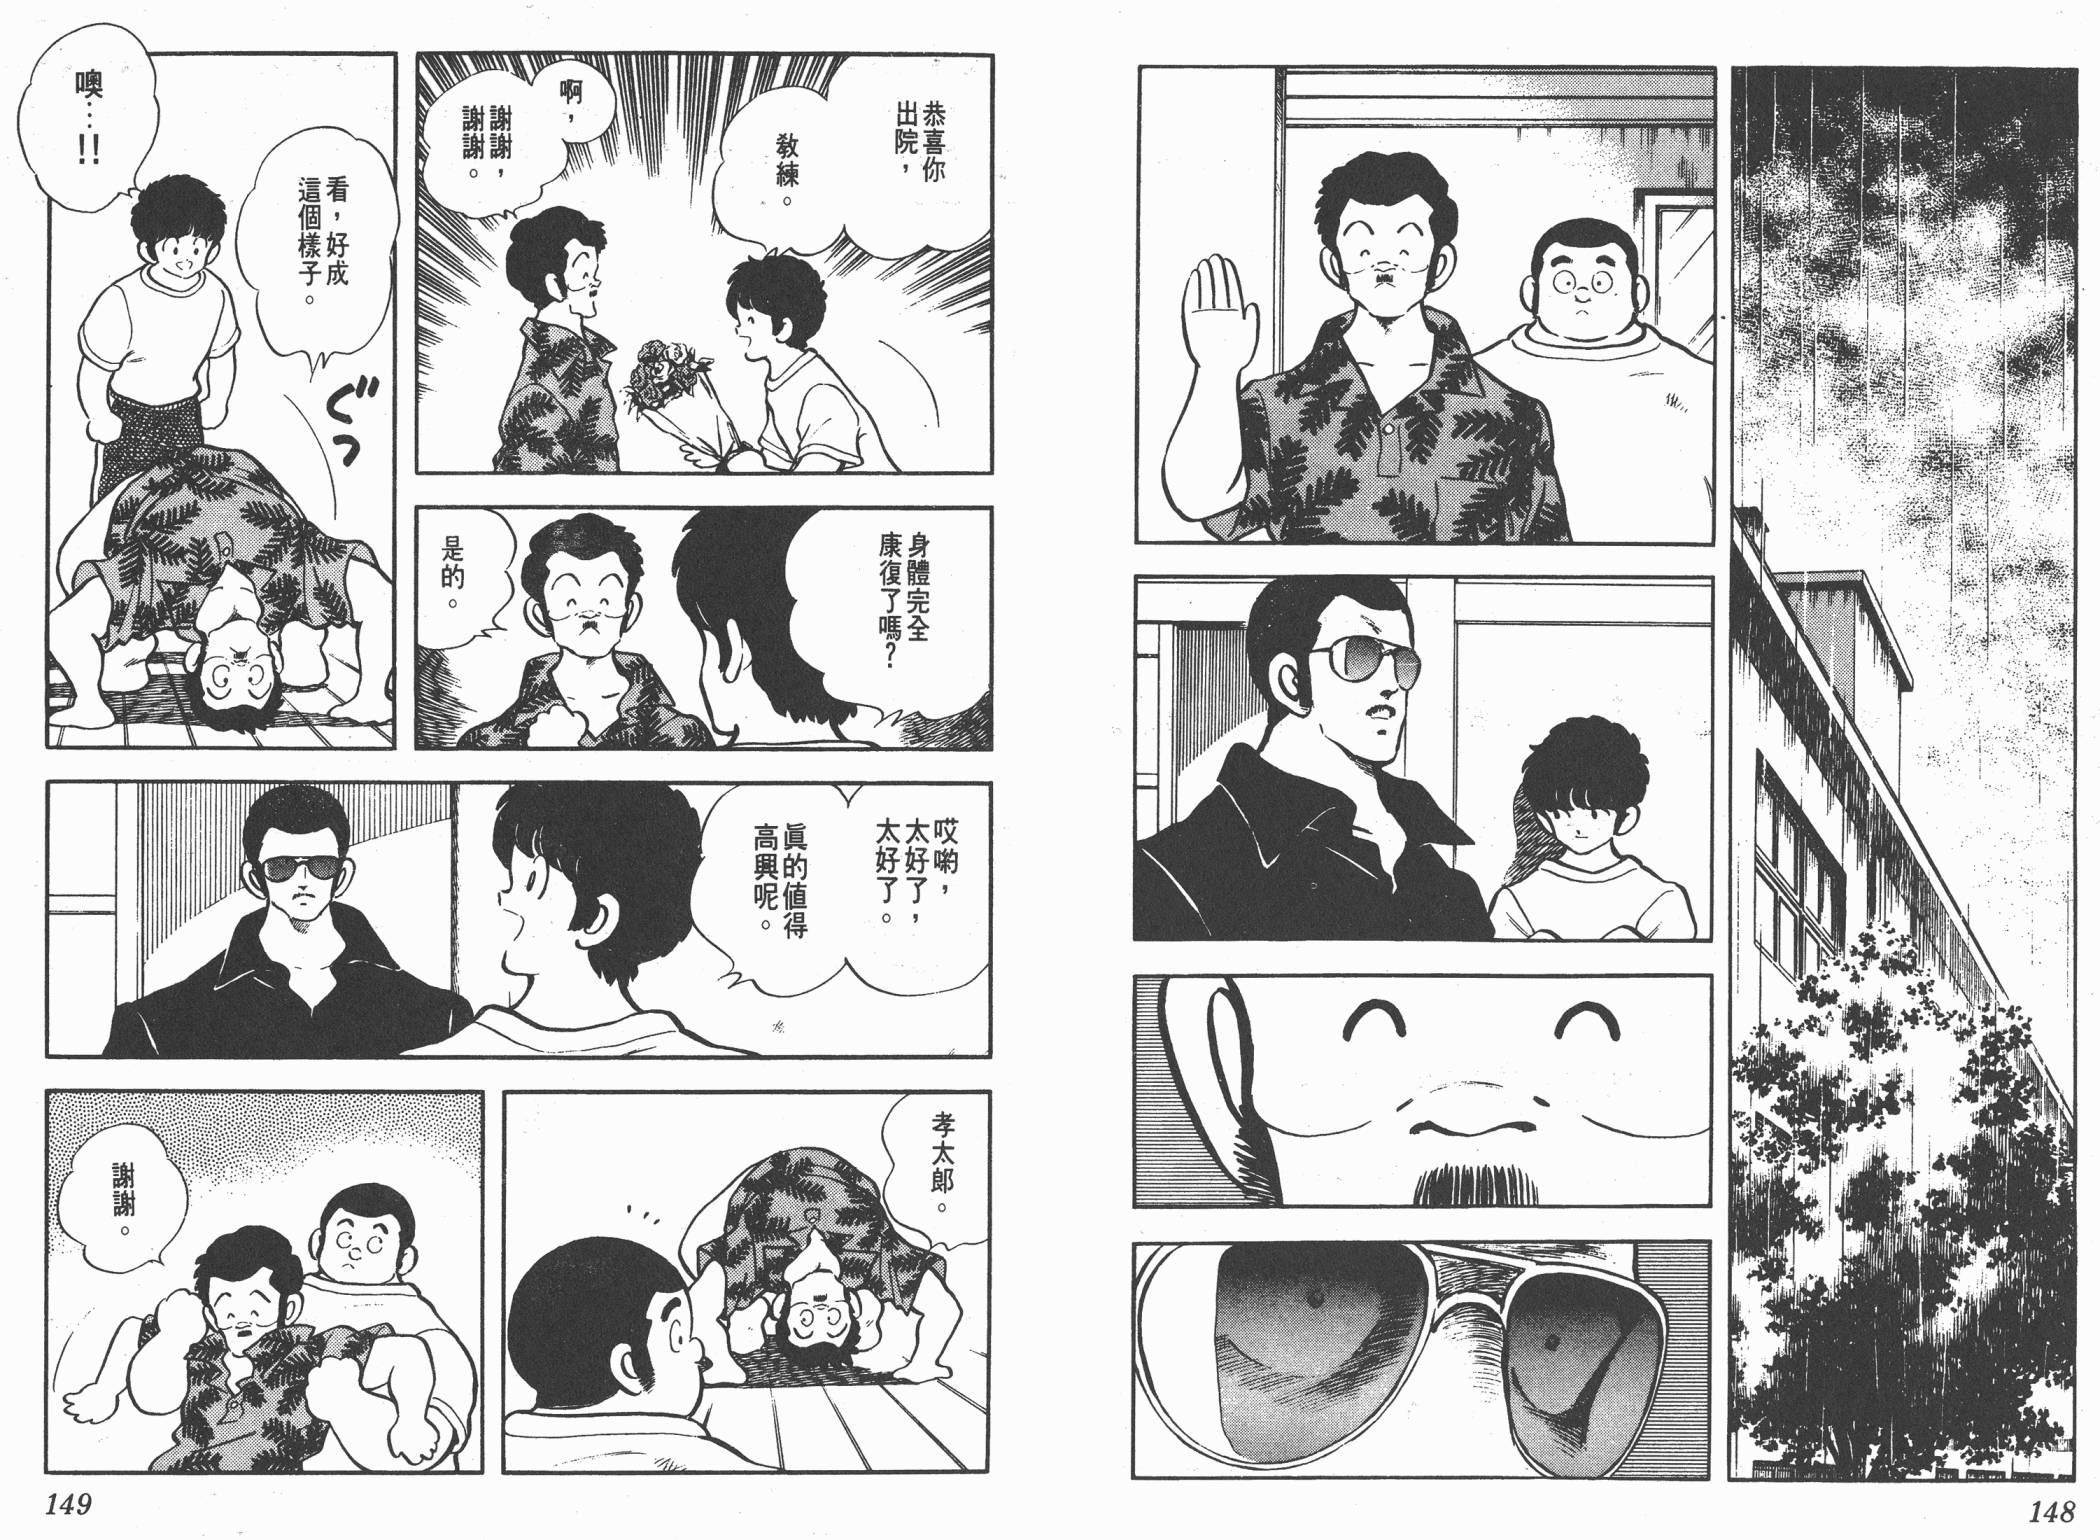 148
恭喜你
出院，
教練。
啊，
謝謝，
謝謝。
身體完全
康復了嗎？
是的。
看，好成
這個樣子。
ぐっ
噢…!!
哎喲，
太好了，
太好了。
眞的值得
高興呢。
孝太郎。
謝謝。
149